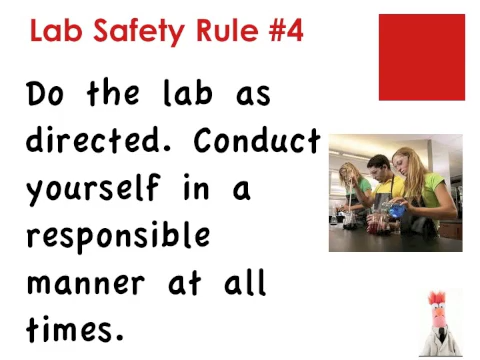 Lab Safety Rule #4
Do the lab as
directed. Conduct
yourself in a
responsible
manner at all
times.